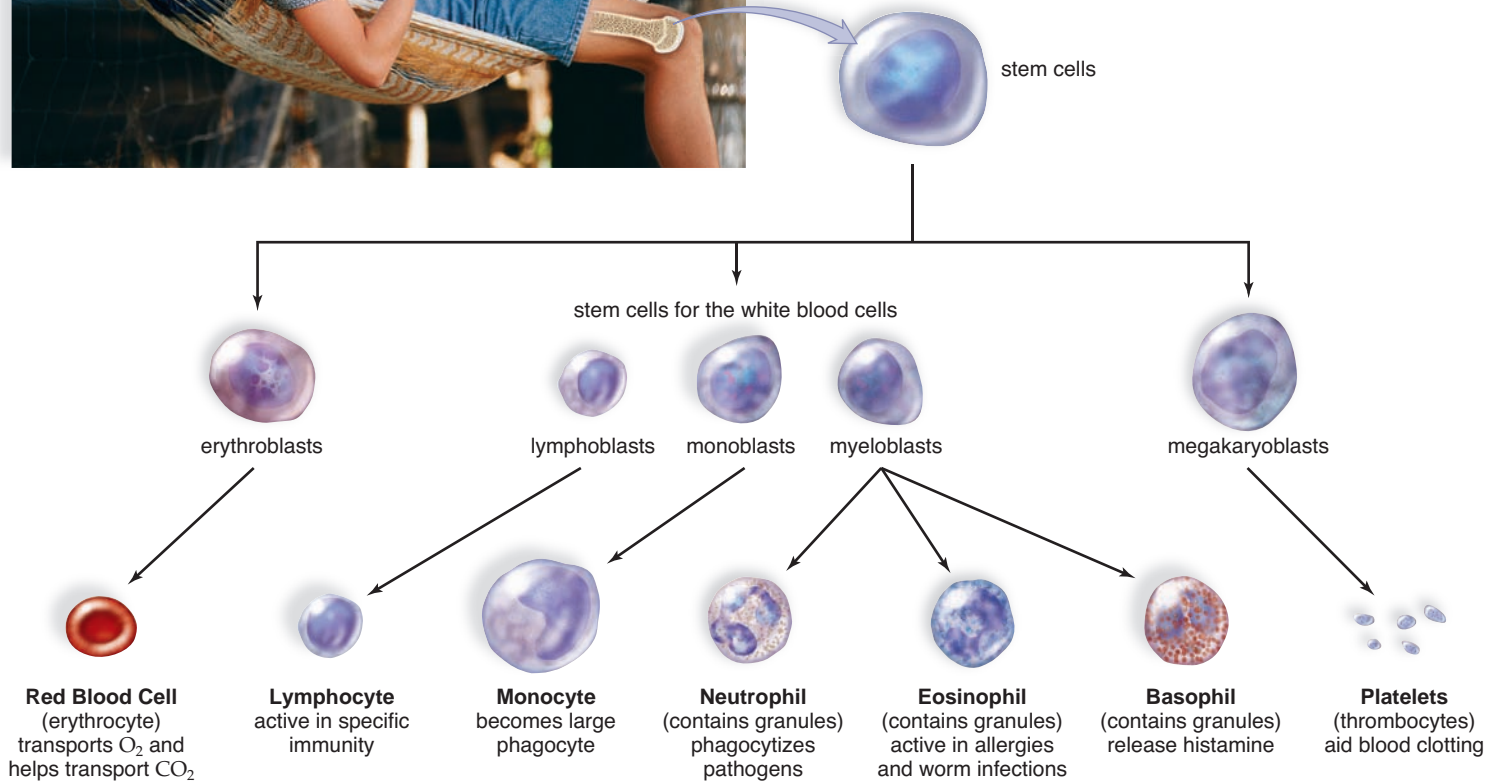 stem cells
stem cells for the white blood cells
erythroblasts
lymphoblasts
monoblasts
myeloblasts
megakaryoblasts
Red Blood Cell
(erythrocyte)
transports O₂ and
helps transport CO₂
Lymphocyte
active in specific
immunity
Monocyte
becomes large
phagocyte
Neutrophil
(contains granules)
phagocytizes
pathogens
Eosinophil
(contains granules)
active in allergies
and worm infections
Basophil
(contains granules)
release histamine
Platelets
(thrombocytes)
aid blood clotting